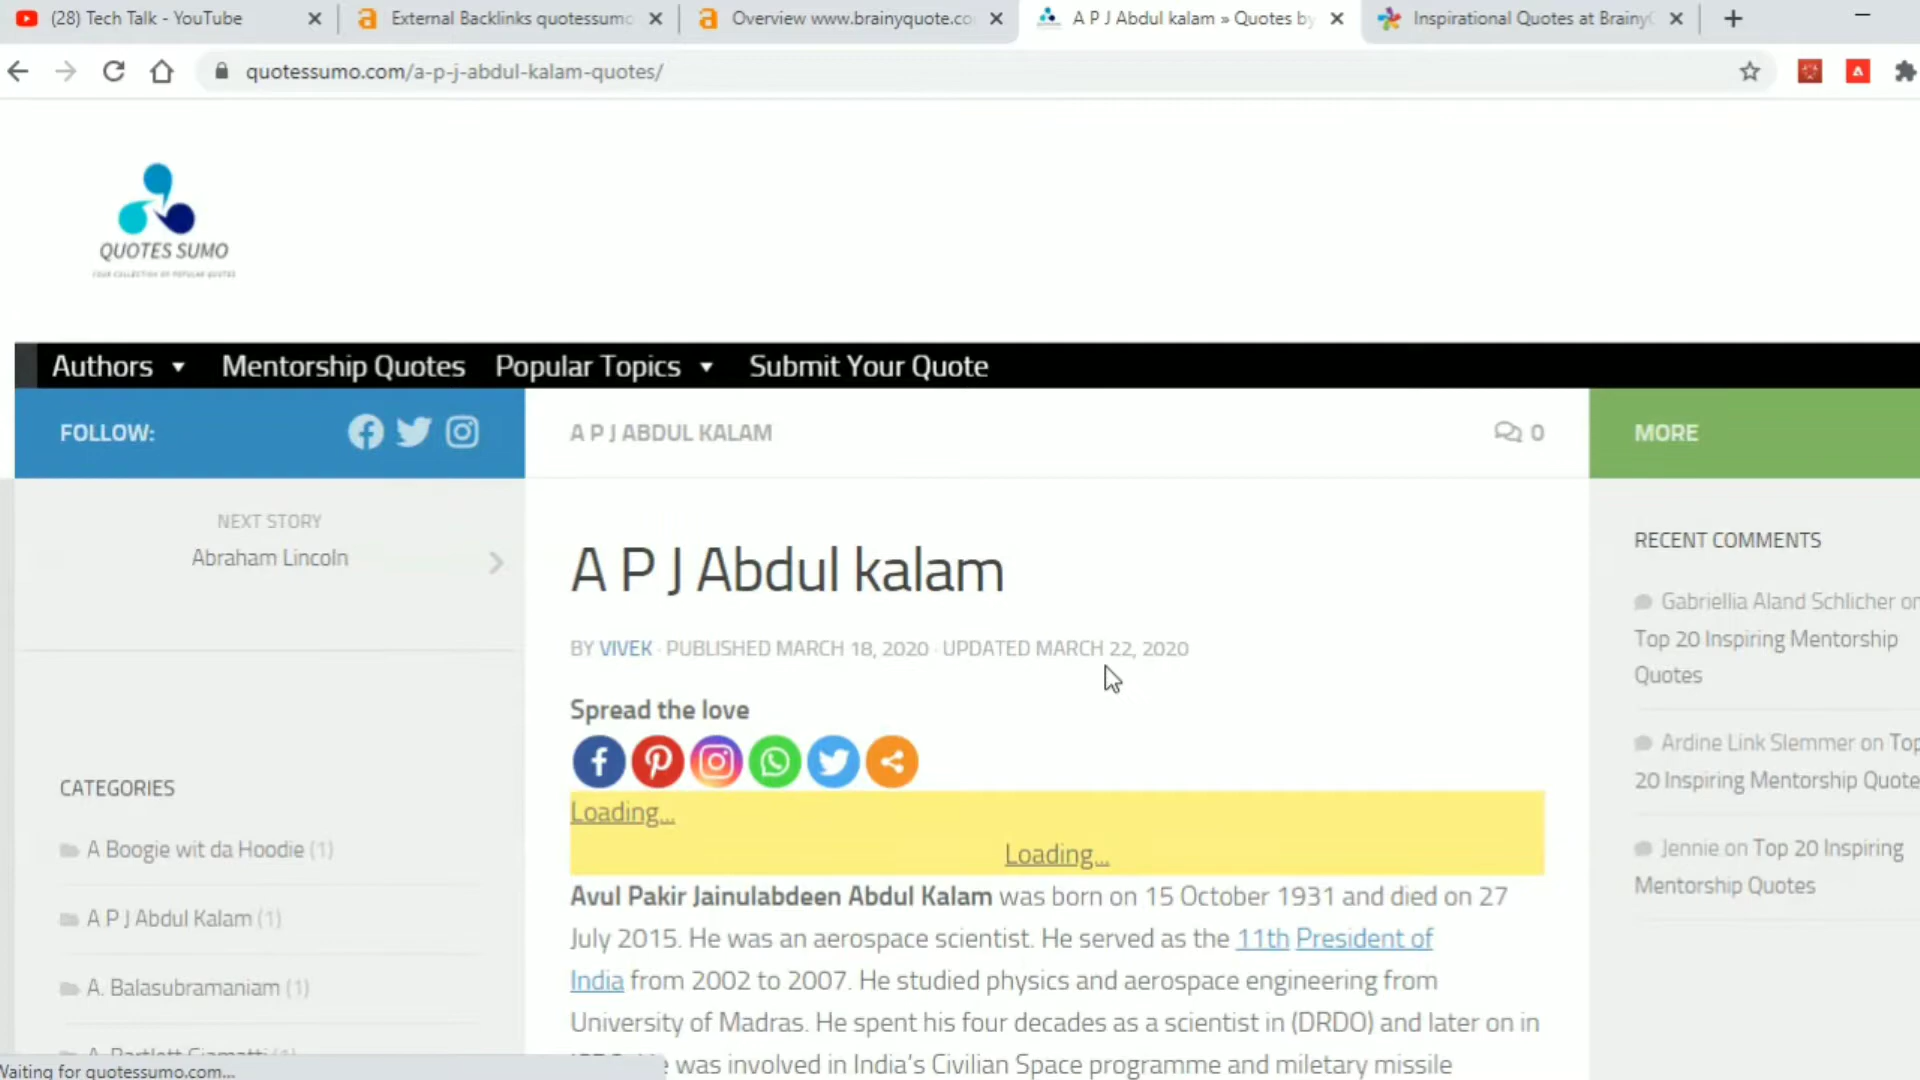 (28) Tech Talk - YouTube
External Backlinks quotessumo
Overview www.brainyquote.co
A P J Abdul kalam » Quotes by
Inspirational Quotes at Brainy
quotessumo.com/a-p-j-abdul-kalam-quotes/
QUOTES SUMO
YOUR COLLECTION OF POPULAR QUOTES
Authors Mentorship Quotes Popular Topics Submit Your Quote
FOLLOW:
A P J ABDUL KALAM
0
MORE
NEXT STORY
Abraham Lincoln
CATEGORIES
A Boogie wit da Hoodie (1)
A P J Abdul Kalam (1)
A. Balasubramaniam (1)
A. Bartlett Giamatti (1)
Waiting for quotessumo.com...
A P J Abdul kalam
BY VIVEK · PUBLISHED MARCH 18, 2020 · UPDATED MARCH 22, 2020
Spread the love
Loading...
Loading...
Avul Pakir Jainulabdeen Abdul Kalam was born on 15 October 1931 and died on 27
July 2015. He was an aerospace scientist. He served as the 11th President of
India from 2002 to 2007. He studied physics and aerospace engineering from
University of Madras. He spent his four decades as a scientist in (DRDO) and later on in
was involved in India's Civilian Space programme and miletary missile
RECENT COMMENTS
Gabriellia Aland Schlicher on
Top 20 Inspiring Mentorship
Quotes
Ardine Link Slemmer on Top
20 Inspiring Mentorship Quote
Jennie on Top 20 Inspiring
Mentorship Quotes